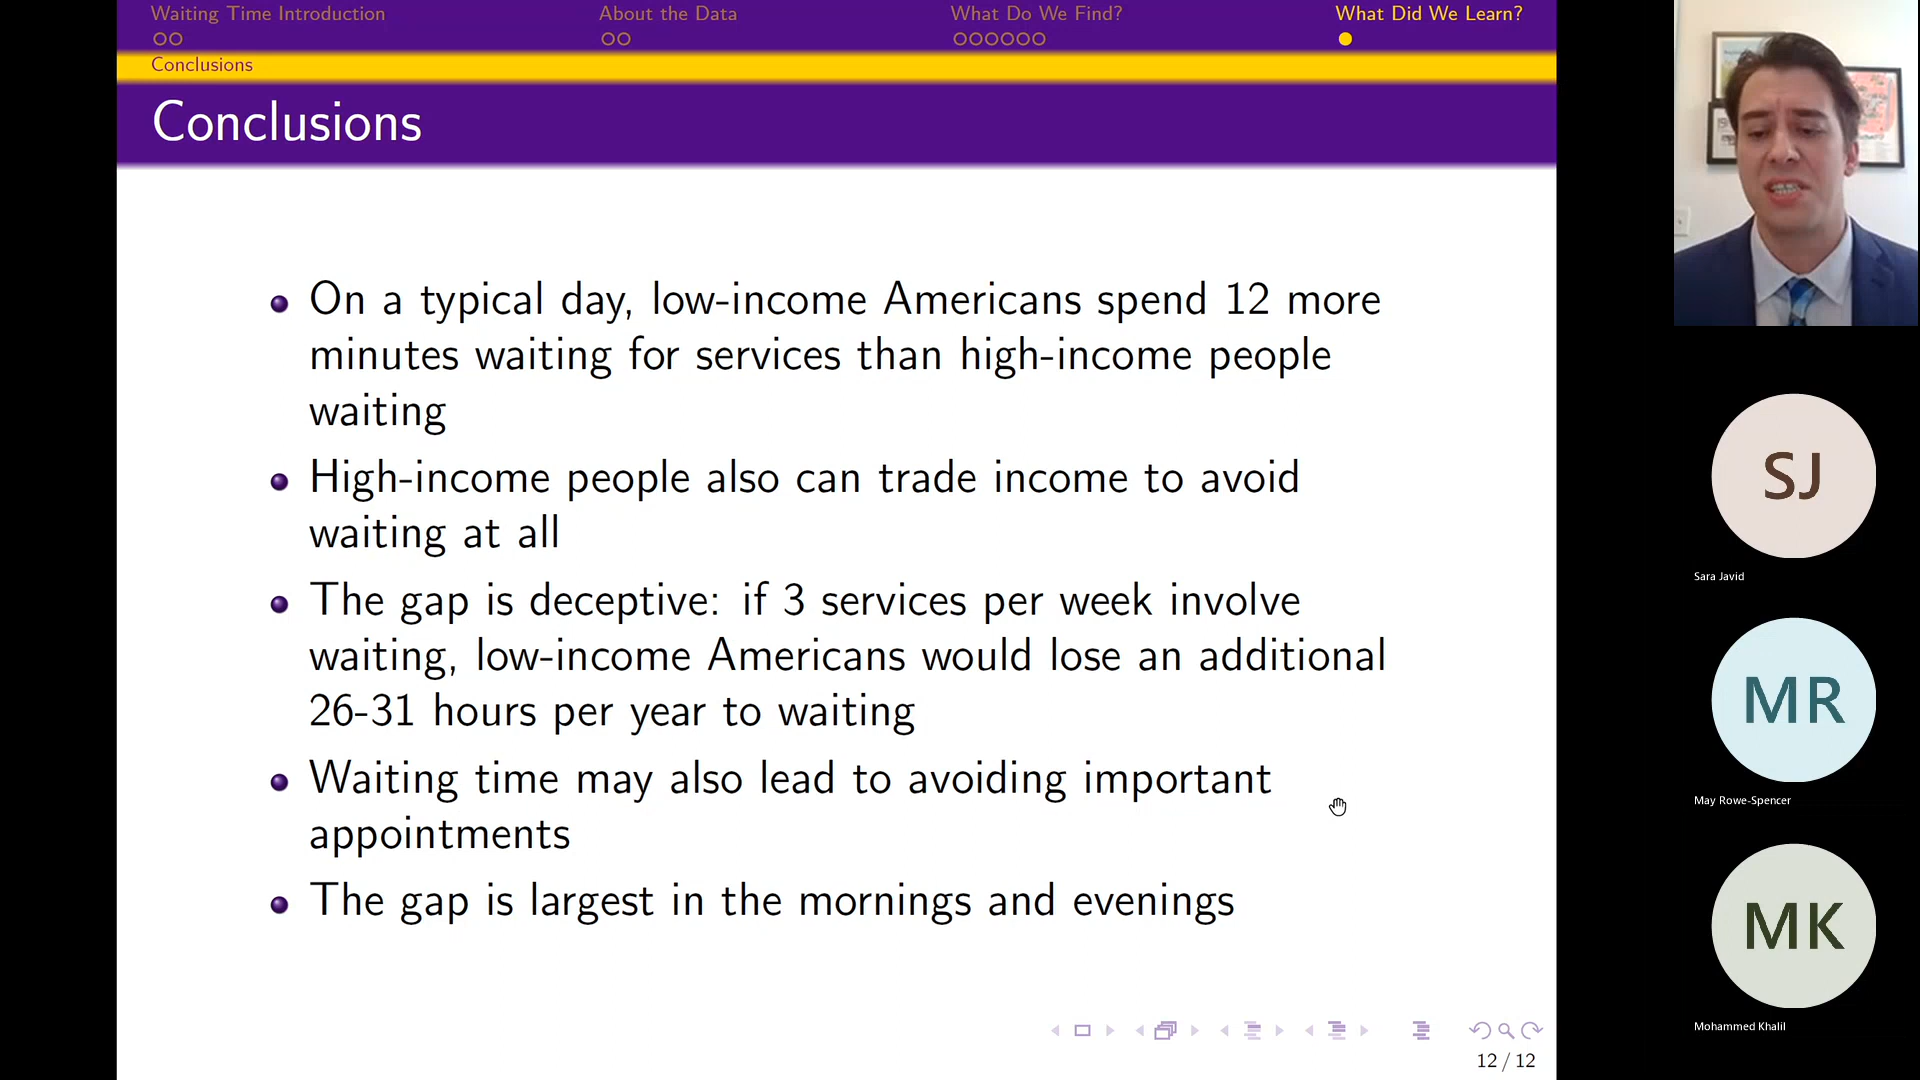 Waiting Time Introduction
About the Data
What Do We Find?
What Did We Learn?
Conclusions
Conclusions
On a typical day, low-income Americans spend 12 more
minutes waiting for services than high-income people
waiting
High-income people also can trade income to avoid
waiting at all
The gap is deceptive: if 3 services per week involve
waiting, low-income Americans would lose an additional
26-31 hours per year to waiting
Waiting time may also lead to avoiding important
appointments
The gap is largest in the mornings and evenings
12 / 12
SJ
Sara Javid
MR
May Rowe-Spencer
MK
Mohammed Khalil